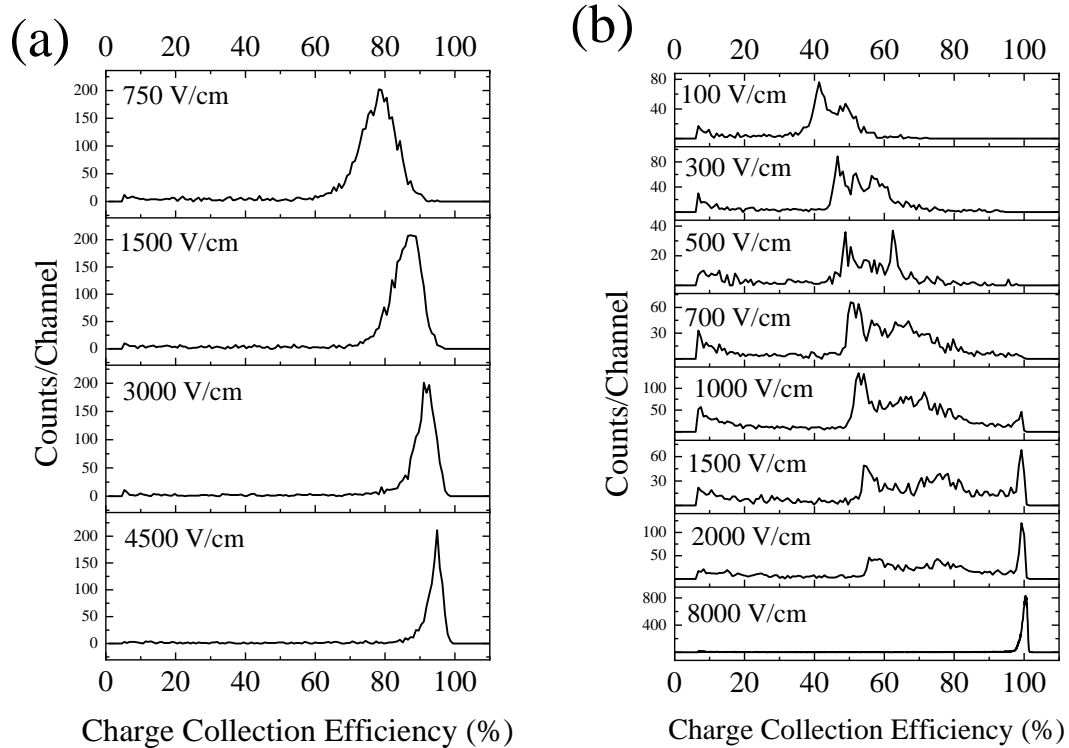 (a)
0 20 40 60 80 100
750 V/cm
200
150
100
50
0
1500 V/cm
200
150
100
50
0
3000 V/cm
200
150
100
50
0
4500 V/cm
200
150
100
50
0
0 20 40 60 80 100
Counts/Channel
Charge Collection Efficiency (%)
(b)
0 20 40 60 80 100
100 V/cm
80
40
300 V/cm
80
40
500 V/cm
40
20
700 V/cm
60
30
1000 V/cm
100
50
1500 V/cm
60
30
2000 V/cm
100
50
8000 V/cm
800
400
0 20 40 60 80 100
Counts/Channel
Charge Collection Efficiency (%)